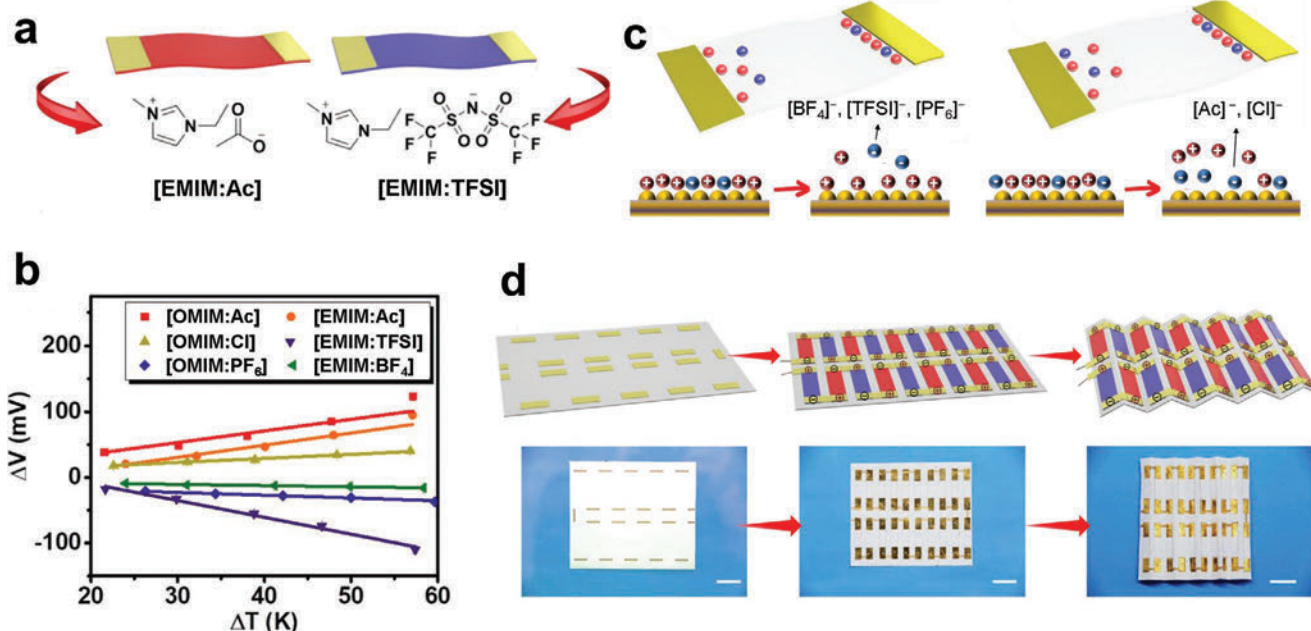 a
[EMIM:Ac]
[EMIM:TFSI]
N
+
N
O
O
-
N
+
N
F
F
F
C
O
S
O
N
-
O
S
O
C
F
F
F
c
[BF₄]⁻, [TFSI]⁻, [PF₆]⁻
[Ac]⁻, [Cl]⁻
b
[OMIM:Ac]
[EMIM:Ac]
[OMIM:Cl]
[EMIM:TFSI]
[OMIM:PF₆]
[EMIM:BF₄]
200
100
0
-100
ΔV (mV)
20
30
40
50
60
ΔT (K)
d